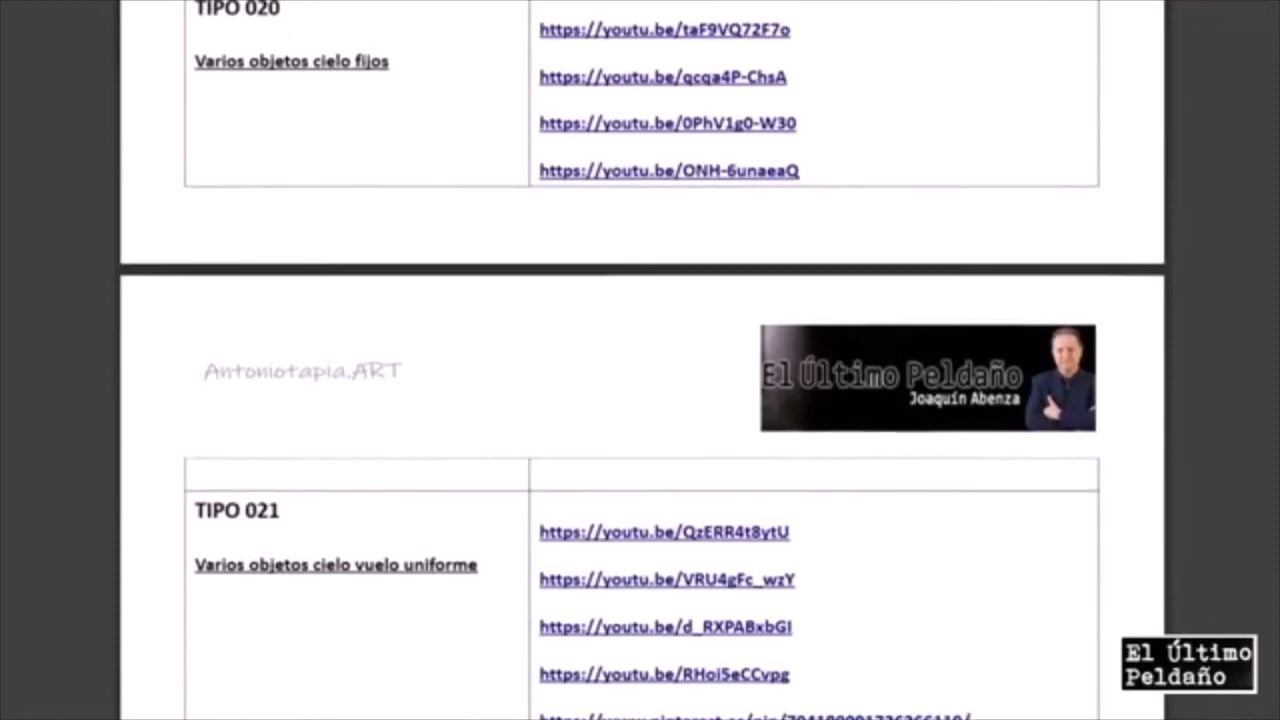 TIPO 020
https://youtu.be/taF9VQ72F7o
Varios objetos cielo fijos
https://youtu.be/qcqa4P-ChsA
https://youtu.be/0PhV1g0-W30
https://youtu.be/ONH-6unaeaQ
Antoniotapia.ART
El Último Peldaño
Joaquín Abenza
TIPO 021
https://youtu.be/QzERR4t8ytU
Varios objetos cielo vuelo uniforme
https://youtu.be/VRU4gFc_wzY
https://youtu.be/d_RXPABxbGI
https://youtu.be/RHoi5eCCvpg
El Último
Peldaño